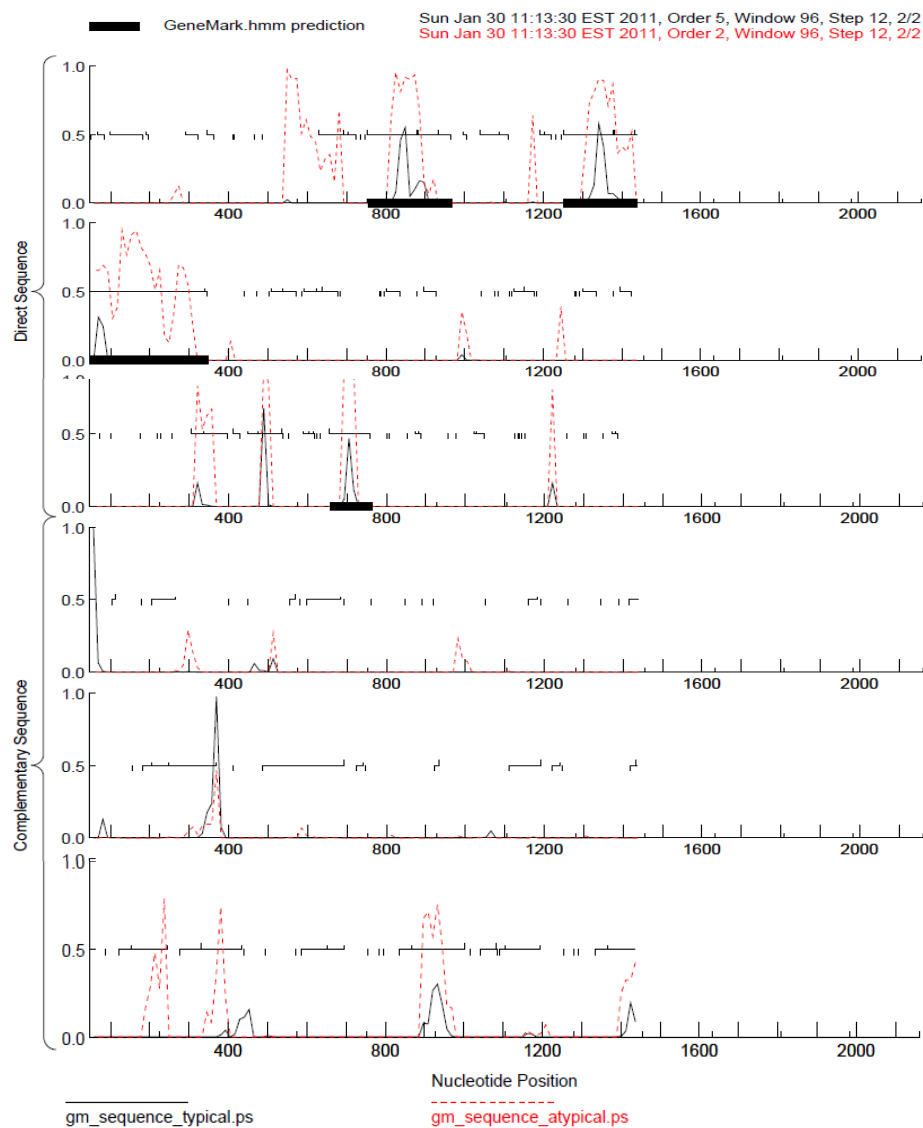 GeneMark.hmm prediction
Sun Jan 30 11:13:30 EST 2011, Order 5, Window 96, Step 12, 2/2
Sun Jan 30 11:13:30 EST 2011, Order 2, Window 96, Step 12, 2/2
Direct Sequence
1.0
0.5
0.0
400 800 1200 1600 2000
1.0
0.5
0.0
400 800 1200 1600 2000
1.0
0.5
0.0
400 800 1200 1600 2000
Complementary Sequence
1.0
0.5
0.0
400 800 1200 1600 2000
1.0
0.5
0.0
400 800 1200 1600 2000
1.0
0.5
0.0
400 800 1200 1600 2000
Nucleotide Position
gm_sequence_typical.ps
gm_sequence_atypical.ps